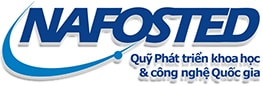 NAFOSTED
Quỹ Phát triển khoa học
& công nghệ Quốc gia